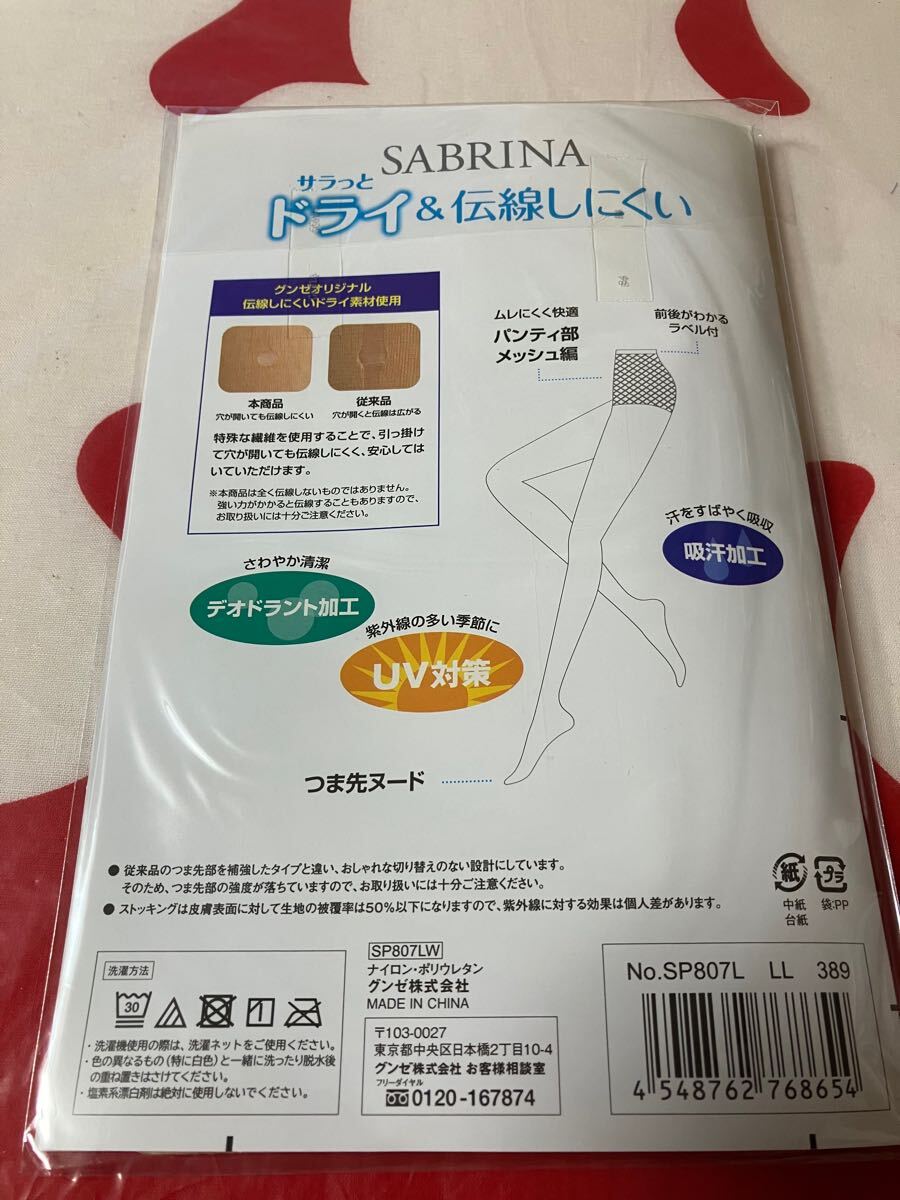 SABRINA
サラっと
ドライ&伝線しにくい
グンゼオリジナル
伝線しにくいドライ素材使用
本商品
穴が開いても伝線しにくい
従来品
穴が開くと伝線は広がる
特殊な繊維を使用することで、引っ掛け
て穴が開いても伝線しにくく、安心しては
いていただけます。
※本商品は全く伝線しないものではありません。
強い力がかかると伝線することもありますので、
お取り扱いには十分ご注意ください。
ムレにくく快適
パンティ部
メッシュ編
前後がわかる
ラベル付
汗をすばやく吸収
吸汗加工
さわやか清潔
デオドラント加工
紫外線の多い季節に
UV対策
つま先ヌード
● 従来品のつま先部を補強したタイプと違い、おしゃれな切り替えのない設計にしています。
そのため、つま先部の強度が落ちていますので、お取り扱いには十分ご注意ください。
● ストッキングは皮膚表面に対して生地の被覆率は50%以下になりますので、紫外線に対する効果は個人差があります。
紙
中紙
台紙
プラ
袋:PP
洗濯方法
30
・洗濯機使用の際は、洗濯ネットをご使用ください。
・色の異なるもの(特に白色)と一緒に洗ったり脱水後
の重ね置きはさけてください。
・塩素系漂白剤は絶対に使用しないでください。
SP807LW
ナイロン・ポリウレタン
グンゼ株式会社
MADE IN CHINA
〒103-0027
東京都中央区日本橋2丁目10-4
グンゼ株式会社 お客様相談室
フリーダイヤル
0120-167874
No.SP807L LL 389
4 548762 768654